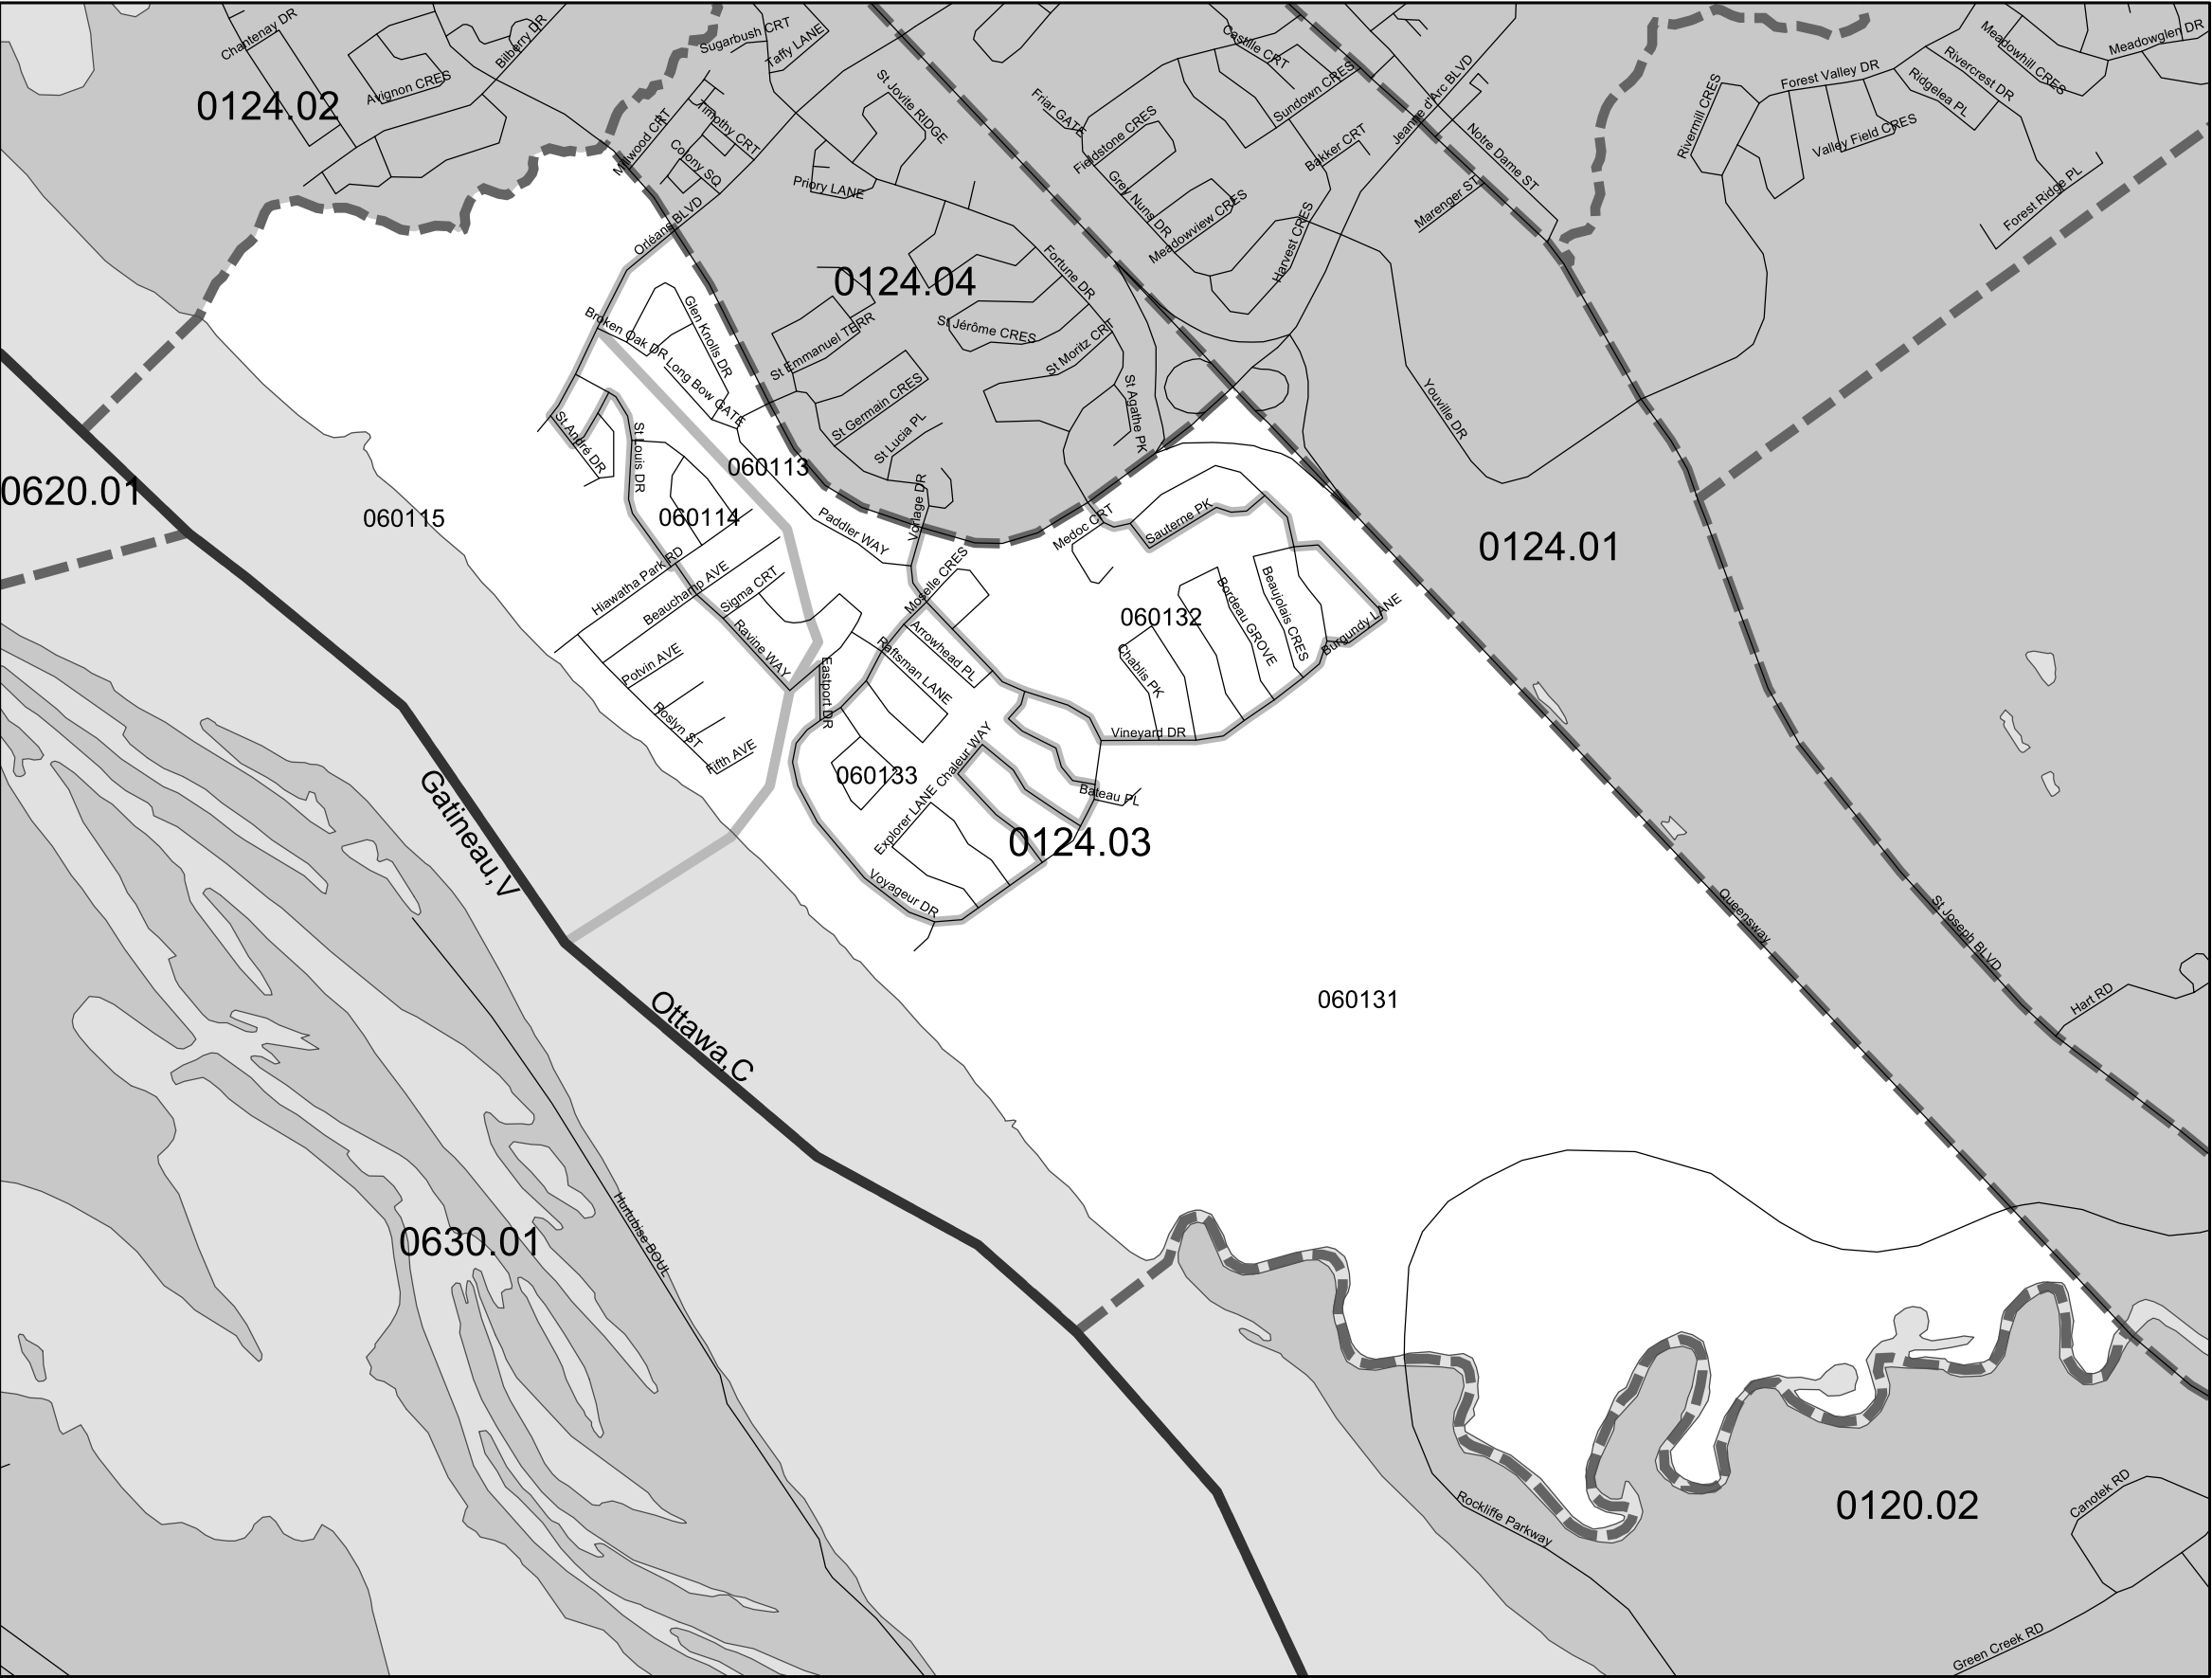 Chantenay DR
Bilberry DR
Avignon CRES
0124.02
Sugarbush CRT
Taffy LANE
Timothy CRT
Milwood CRT
Colony SQ
Priory LANE
St Jovile RIDGE
Orléans BLVD
Castille CRT
Sundown CRES
Friar GATE
Fieldstone CRES
Grey Nuns DR
Meadowview CRES
Bakker CRT
Jeanne d'Arc BLVD
Harvest CRES
Notre Dame ST
Marenger ST
Rivermill CRES
Forest Valley DR
Valley Field CRES
Ridgelea PL
Rivercrest DR
Meadowhill CRES
Meadowglen DR
Forest Ridge PL
0124.04
Fortune DR
St Jérôme CRES
St Moritz CRT
St Emmanuel TERR
St Germain CRES
St Lucia PL
St Agathe PK
Youville DR
Broken Oak DR
Glen Knolls DR
Long Bow GATE
St André DR
St Louis DR
0620.01
060115
060113
060114
Paddler WAY
Vorlage DR
Medoc CRT
Sauterne PK
0124.01
Hiawatha Park RD
Beauchamp AVE
Sigma CRT
Ravine WAY
Potvin AVE
Roslyn ST
Fifth AVE
Eastport DR
Moselle CRES
Arrowhead PL
Raftsman LANE
060132
Chablis PK
Bordeau GROVE
Beaujolais CRES
Burgundy LANE
Vineyard DR
060133
Chaleur WAY
Explorer LANE
Bateau PL
0124.03
Voyageur DR
Gatineau,V
Ottawa,C
Queensway
St Joseph BLVD
Hart RD
060131
0630.01
Hurtubise BOUL
Rockliffe Parkway
0120.02
Canotek RD
Green Creek RD